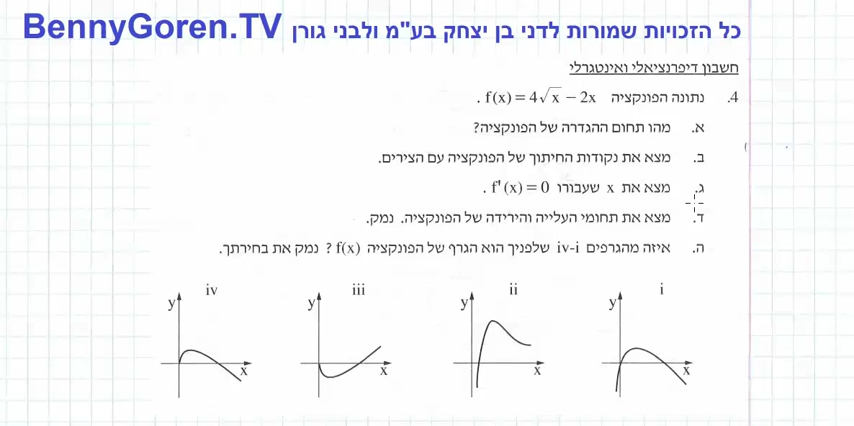 כל הזכויות שמורות לדני בן יצחק בע"מ ולבני גורן BennyGoren.TV
חשבון דיפרנציאלי ואינטגרלי
4. נתונה הפונקציה f(x) = 4√x − 2x .
א. מהו תחום ההגדרה של הפונקציה?
ב. מצא את נקודות החיתוך של הפונקציה עם הצירים.
ג. מצא את x שעבורו f'(x) = 0 .
ד. מצא את תחומי העלייה והירידה של הפונקציה. נמק.
ה. איזה מהגרפים iv-i שלפניך הוא הגרף של הפונקציה f(x) ? נמק את בחירתך.
i
y
x
ii
y
x
iii
y
x
iv
y
x